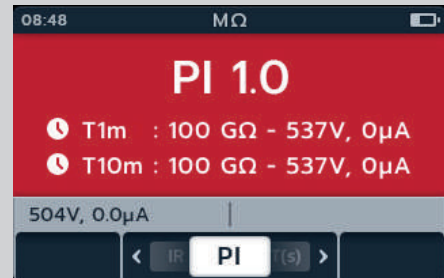 08:48 MΩ
PI 1.0
T1m : 100 GΩ - 537V, 0µA
T10m : 100 GΩ - 537V, 0µA
504V, 0.0µA
< IR PI T(s) >